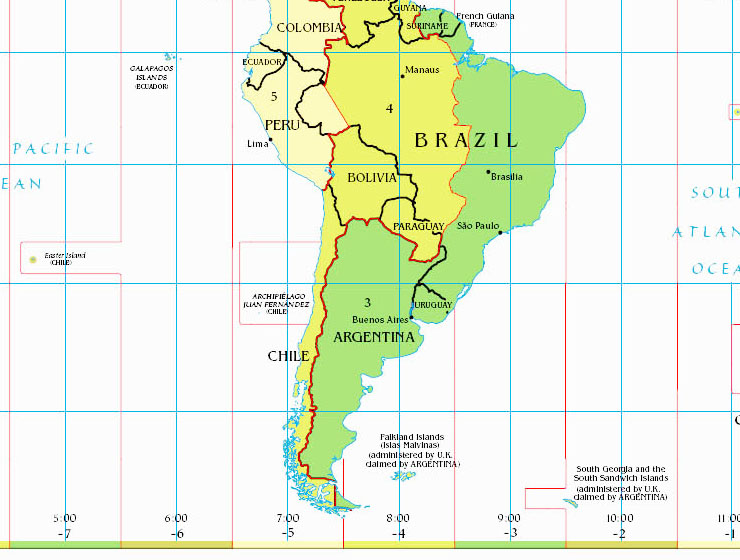 GUYANA
COLOMBIA
SURINAME
French Guiana
(FRANCE)
ECUADOR
GALAPAGOS
ISLANDS
(ECUADOR)
Manaus
5
4
PERU
BRAZIL
Lima
PACIFIC
EAN
BOLIVIA
Brasilia
SOUT
PARAGUAY
São Paulo
ATLAN
Easter Island
(CHILE)
OCEA
ARCHIPIÉLAGO
JUAN FERNÁNDEZ
(CHILE)
3
URUGUAY
Buenos Aires
ARGENTINA
CHILE
Falkland Islands
(Islas Malvinas)
(administered by U.K.
claimed by ARGENTINA)
South Georgia and the
South Sandwich Islands
(administered by U.K.
claimed by ARGENTINA)
5:00 6:00 7:00 8:00 9:00 10:00 11:00
-7 -6 -5 -4 -3 -2 -1